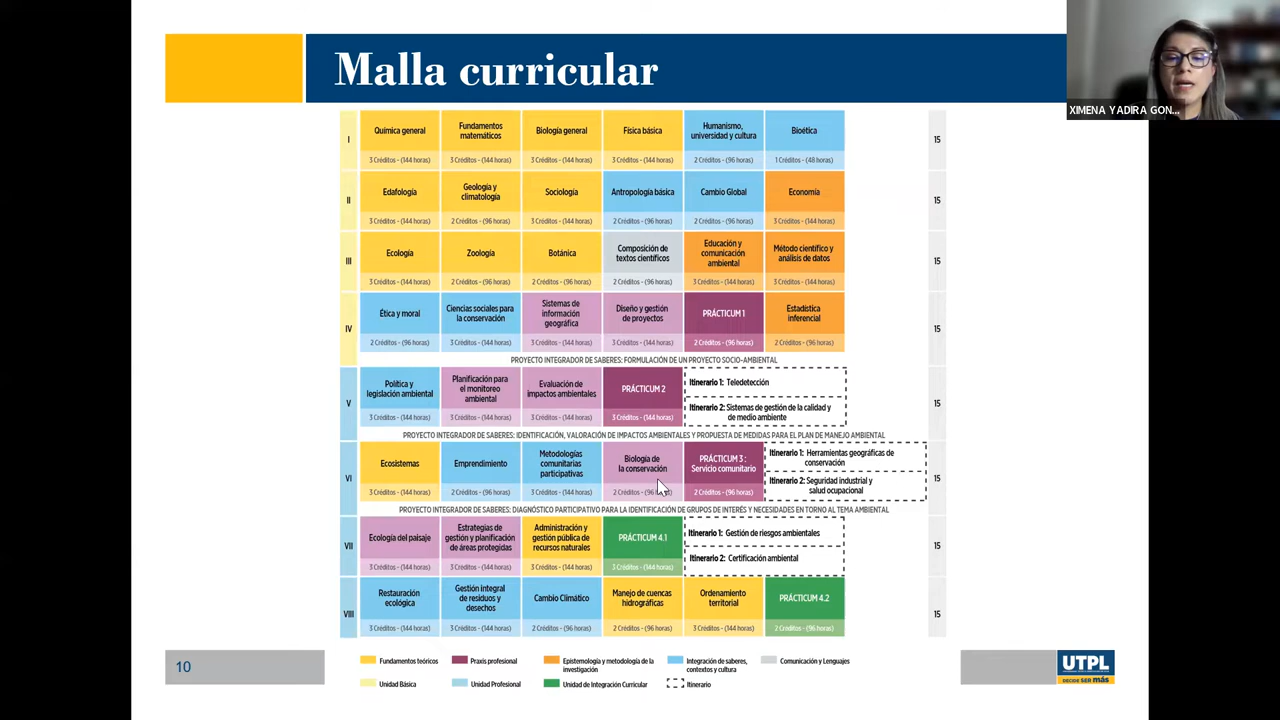 Malla curricular
XIMENA YADIRA GON...
I
Química general
3 Créditos - (144 horas)
Fundamentos
matemáticos
3 Créditos - (144 horas)
Biología general
3 Créditos - (144 horas)
Física básica
3 Créditos - (144 horas)
Humanismo,
universidad y cultura
2 Créditos - (96 horas)
Bioética
1 Créditos - (48 horas)
15
II
Edafología
3 Créditos - (144 horas)
Geología y
climatología
2 Créditos - (96 horas)
Sociología
3 Créditos - (144 horas)
Antropología básica
2 Créditos - (96 horas)
Cambio Global
2 Créditos - (96 horas)
Economía
3 Créditos - (144 horas)
15
III
Ecología
3 Créditos - (144 horas)
Zoología
2 Créditos - (96 horas)
Botánica
2 Créditos - (96 horas)
Composición de
textos científicos
2 Créditos - (96 horas)
Educación y
comunicación
ambiental
3 Créditos - (144 horas)
Método científico y
análisis de datos
3 Créditos - (144 horas)
15
IV
Ética y moral
2 Créditos - (96 horas)
Ciencias sociales para
la conservación
3 Créditos - (144 horas)
Sistemas de
información
geográfica
3 Créditos - (144 horas)
Diseño y gestión
de proyectos
3 Créditos - (144 horas)
PRÁCTICUM 1
2 Créditos - (96 horas)
Estadística
inferencial
2 Créditos - (96 horas)
15
PROYECTO INTEGRADOR DE SABERES: FORMULACIÓN DE UN PROYECTO SOCIO-AMBIENTAL
V
Política y
legislación ambiental
3 Créditos - (144 horas)
Planificación para
el monitoreo
ambiental
3 Créditos - (144 horas)
Evaluación de
impactos ambientales
3 Créditos - (144 horas)
PRÁCTICUM 2
3 Créditos - (144 horas)
Itinerario 1: Teledetección
Itinerario 2: Sistemas de gestión de la calidad y
de medio ambiente
15
PROYECTO INTEGRADOR DE SABERES: IDENTIFICACIÓN, VALORACIÓN DE IMPACTOS AMBIENTALES Y PROPUESTA DE MEDIDAS PARA EL PLAN DE MANEJO AMBIENTAL
VI
Ecosistemas
3 Créditos - (144 horas)
Emprendimiento
2 Créditos - (96 horas)
Metodologías
comunitarias
participativas
3 Créditos - (144 horas)
Biología de
la conservación
2 Créditos - (96 horas)
PRÁCTICUM 3 :
Servicio comunitario
2 Créditos - (96 horas)
Itinerario 1: Herramientas geográficas de
conservación
Itinerario 2: Seguridad industrial y
salud ocupacional
15
PROYECTO INTEGRADOR DE SABERES: DIAGNÓSTICO PARTICIPATIVO PARA LA IDENTIFICACIÓN DE GRUPOS DE INTERÉS Y NECESIDADES EN TORNO AL TEMA AMBIENTAL
VII
Ecología del paisaje
3 Créditos - (144 horas)
Estrategias de
gestión y planificación
de áreas protegidas
3 Créditos - (144 horas)
Administración y
gestión pública de
recursos naturales
3 Créditos - (144 horas)
PRÁCTICUM 4.1
3 Créditos - (144 horas)
Itinerario 1: Gestión de riesgos ambientales
Itinerario 2: Certificación ambiental
15
VIII
Restauración
ecológica
3 Créditos - (144 horas)
Gestión integral
de residuos y
desechos
3 Créditos - (144 horas)
Cambio Climático
2 Créditos - (96 horas)
Manejo de cuencas
hidrográficas
2 Créditos - (96 horas)
Ordenamiento
territorial
3 Créditos - (144 horas)
PRÁCTICUM 4.2
2 Creditos - (96 horas)
15
10
Fundamentos teóricos
Praxis profesional
Epistemología y metodología de la
investigación
Integración de saberes,
contextos y cultura
Comunicación y Lenguajes
Unidad Básica
Unidad Profesional
Unidad de Integración Curricular
Itinerario
UTPL
DECIDE SER más